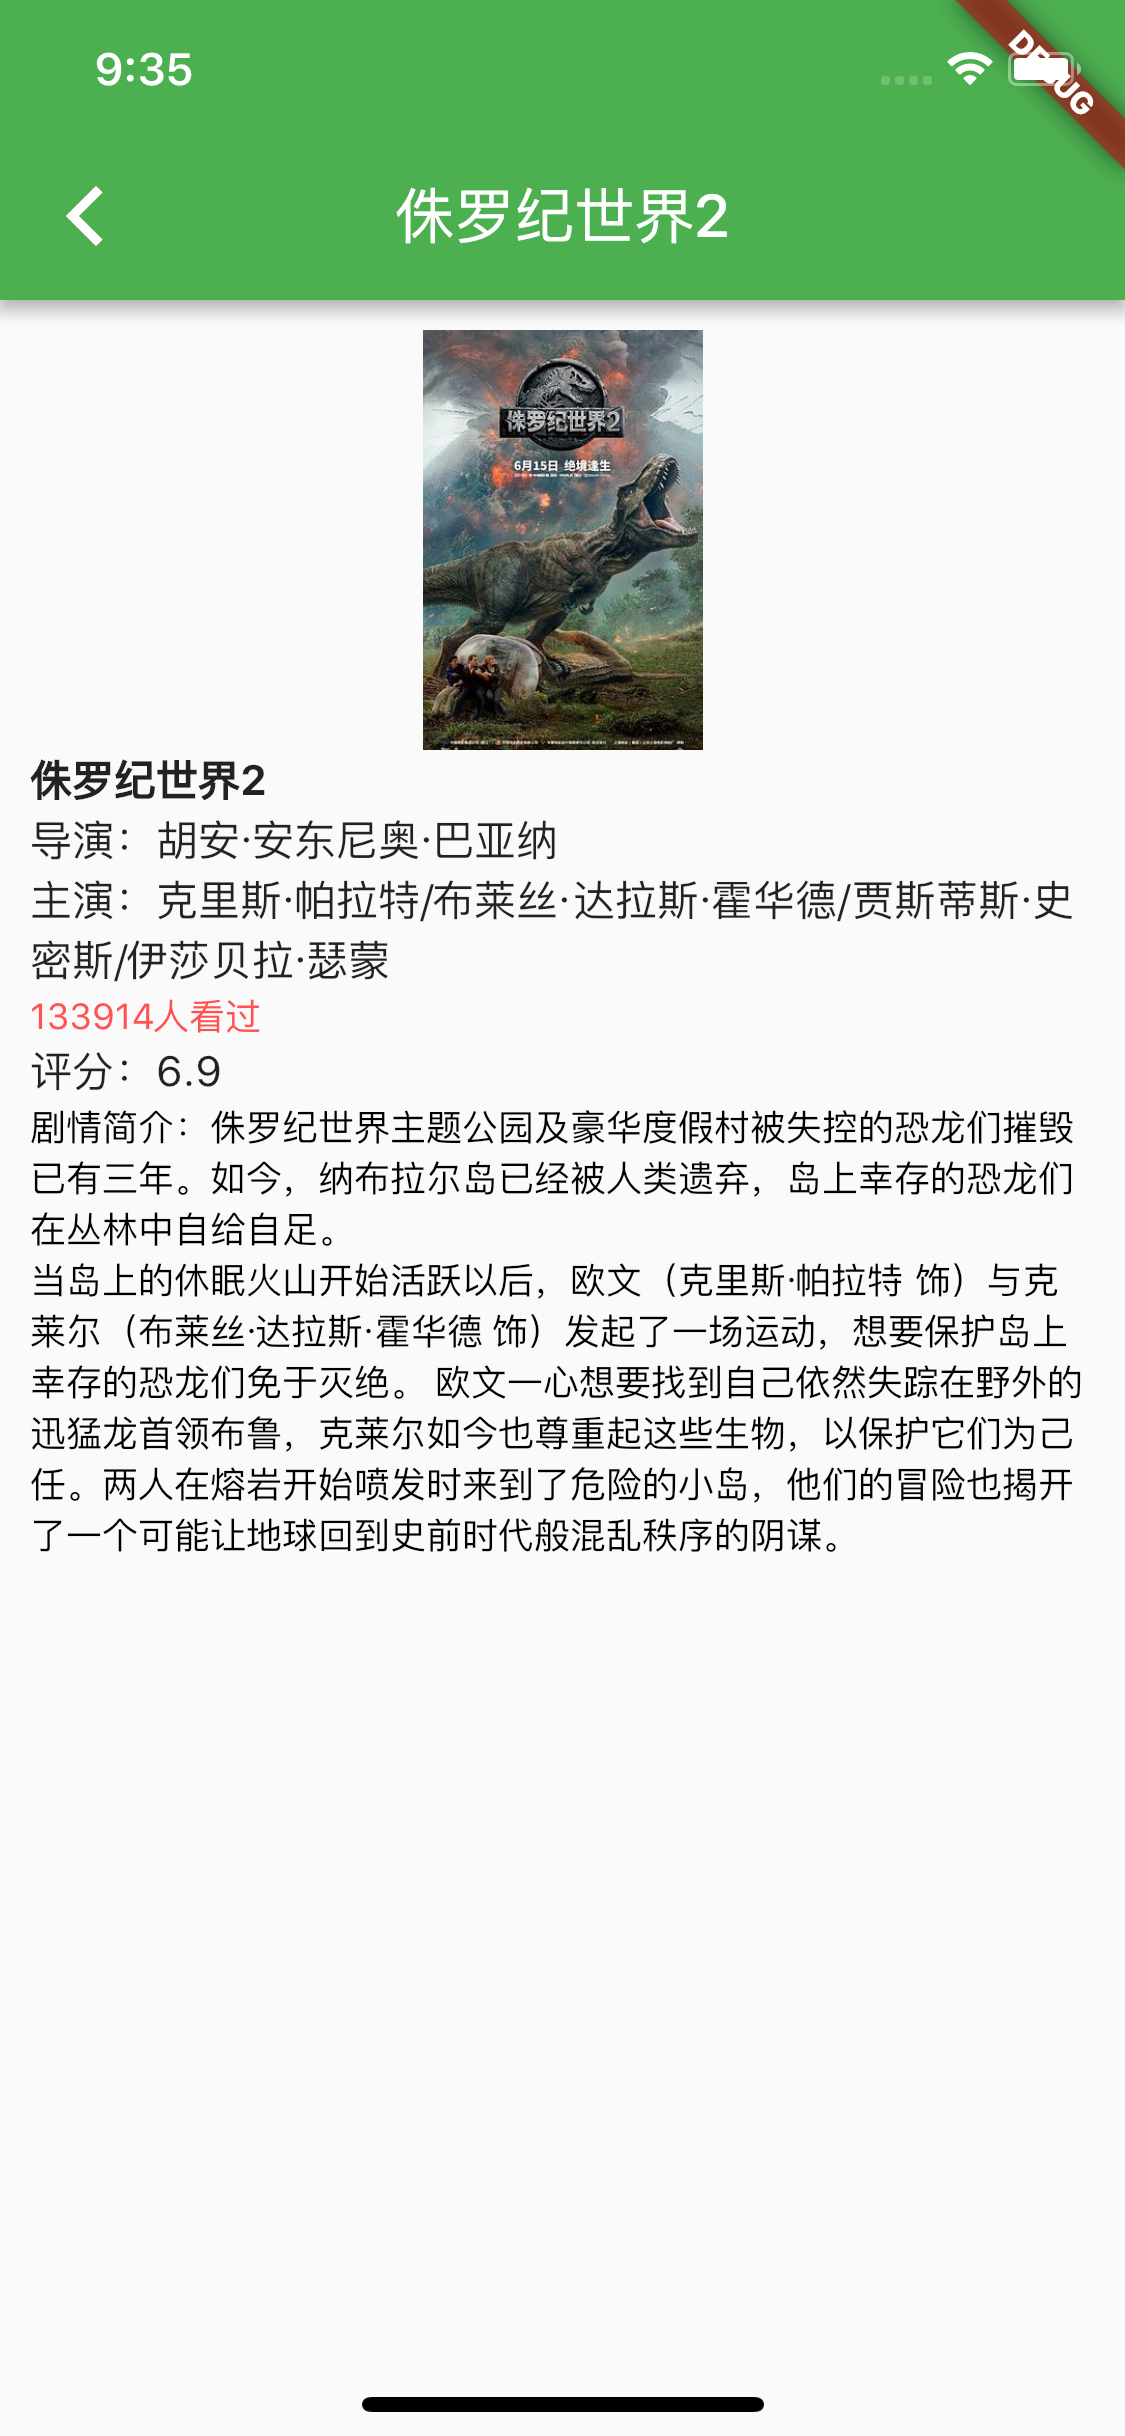 9:35
DEBUG
侏罗纪世界2
侏罗纪世界2
6月15日 绝境逢生
侏罗纪世界2
导演：胡安·安东尼奥·巴亚纳
主演：克里斯·帕拉特/布莱丝·达拉斯·霍华德/贾斯蒂斯·史
密斯/伊莎贝拉·瑟蒙
133914人看过
评分：6.9
剧情简介：侏罗纪世界主题公园及豪华度假村被失控的恐龙们摧毁
已有三年。如今，纳布拉尔岛已经被人类遗弃，岛上幸存的恐龙们
在丛林中自给自足。
当岛上的休眠火山开始活跃以后，欧文（克里斯·帕拉特 饰）与克
莱尔（布莱丝·达拉斯·霍华德 饰）发起了一场运动，想要保护岛上
幸存的恐龙们免于灭绝。 欧文一心想要找到自己依然失踪在野外的
迅猛龙首领布鲁，克莱尔如今也尊重起这些生物，以保护它们为己
任。两人在熔岩开始喷发时来到了危险的小岛，他们的冒险也揭开
了一个可能让地球回到史前时代般混乱秩序的阴谋。